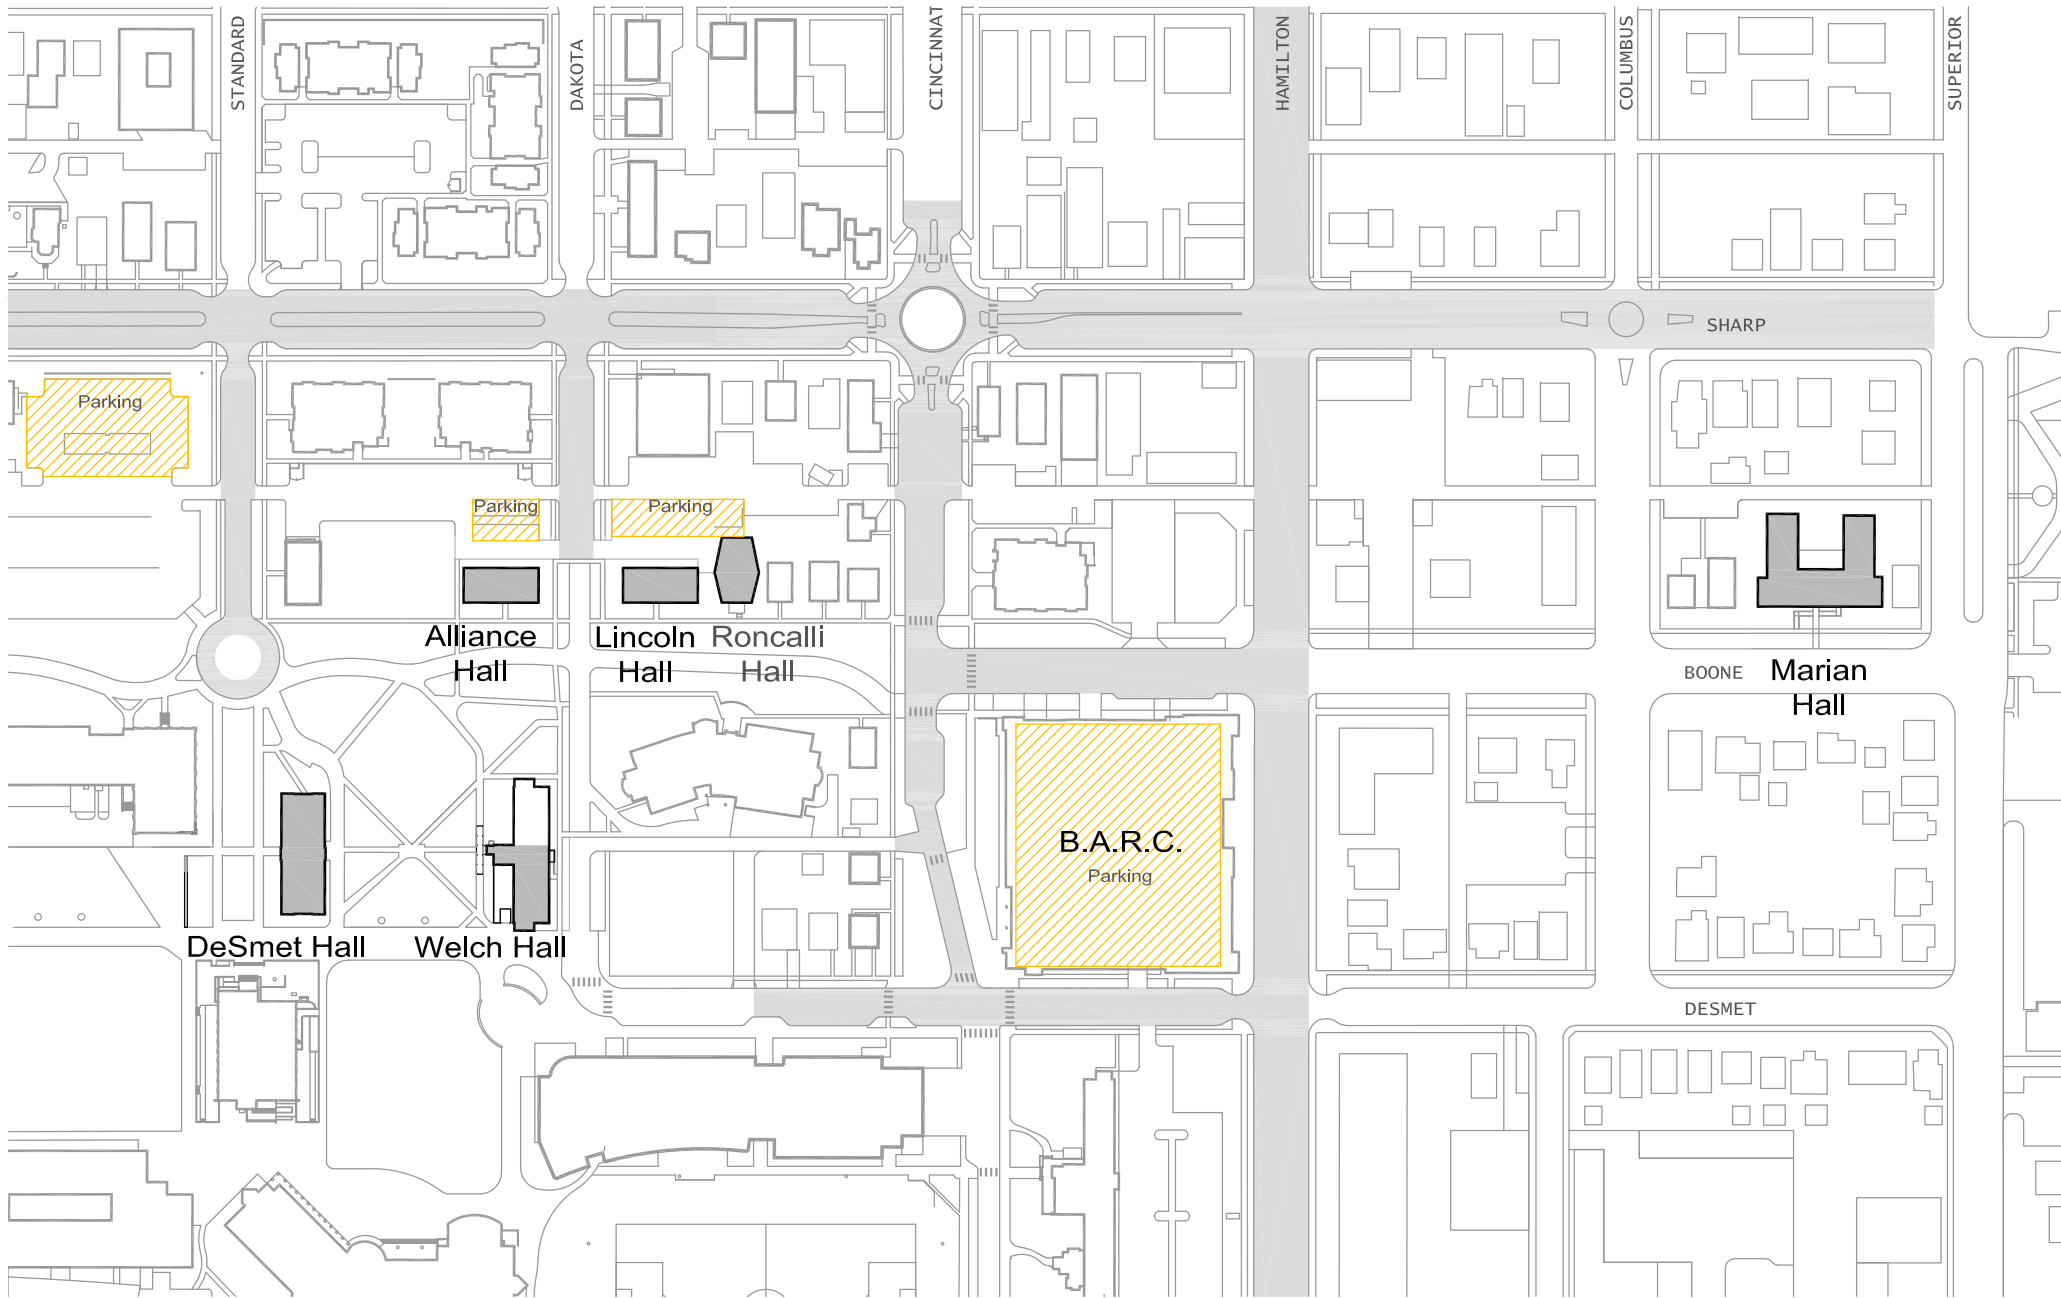 STANDARD
DAKOTA
CINCINNAT
HAMILTON
COLUMBUS
SUPERIOR
SHARP
Parking
Parking
Parking
Alliance
Hall
Lincoln
Hall
Roncalli
Hall
BOONE
Marian
Hall
B.A.R.C.
Parking
DeSmet Hall
Welch Hall
DESMET